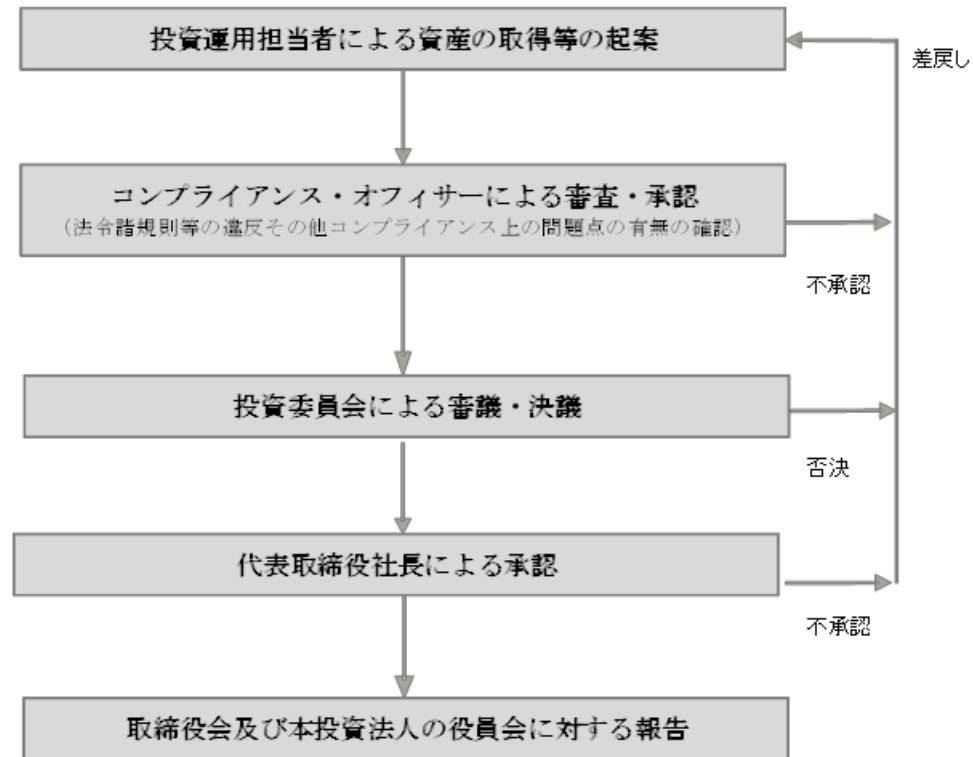 投資運用担当者による資産の取得等の起案
差戻し
コンプライアンス・オフィサーによる審査・承認
（法令諸規則等の違反その他コンプライアンス上の問題点の有無の確認）
不承認
投資委員会による審議・決議
否決
代表取締役社長による承認
不承認
取締役会及び本投資法人の役員会に対する報告